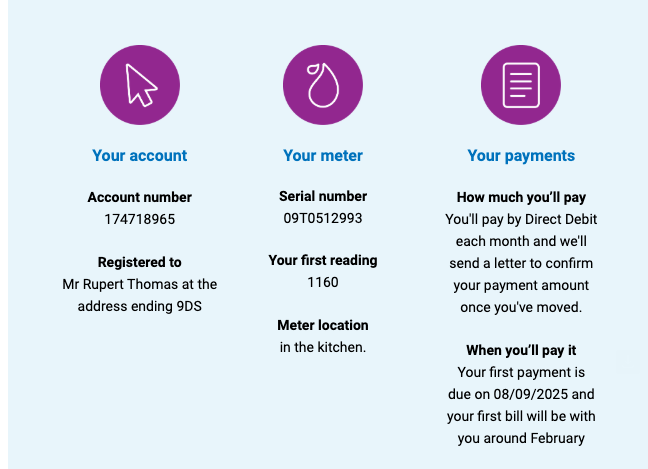 Your account
Account number
174718965
Registered to
Mr Rupert Thomas at the
address ending 9DS
Your meter
Serial number
09T0512993
Your first reading
1160
Meter location
in the kitchen.
Your payments
How much you’ll pay
You'll pay by Direct Debit
each month and we'll
send a letter to confirm
your payment amount
once you've moved.
When you’ll pay it
Your first payment is
due on 08/09/2025 and
your first bill will be with
you around February